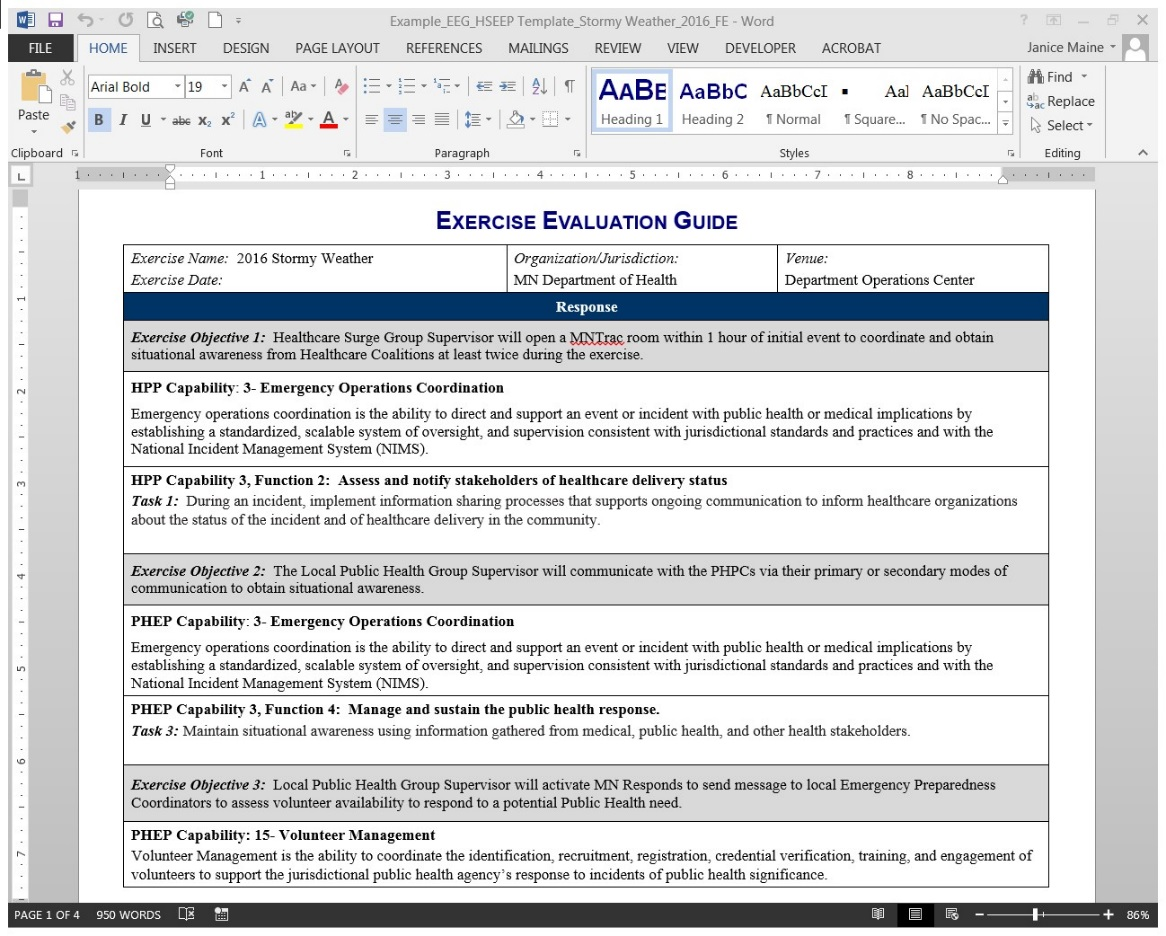 Example_EEG_HSEEP Template_Stormy Weather_2016_FE - Word
FILE HOME INSERT DESIGN PAGE LAYOUT REFERENCES MAILINGS REVIEW VIEW DEVELOPER ACROBAT Janice Maine
Arial Bold 19 Aa
AaBb AaBbC AaBbCcI Aal AaBbCcI
Paste
Heading 1 Heading 2 ¶ Normal ¶ Square... ¶ No Spac...
Find
Replace
Select
Clipboard Font Paragraph Styles Editing
1 1 2 3 4 5 6 7 8
EXERCISE EVALUATION GUIDE
Exercise Name: 2016 Stormy Weather
Exercise Date:
Organization/Jurisdiction:
MN Department of Health
Venue:
Department Operations Center
Response
Exercise Objective 1: Healthcare Surge Group Supervisor will open a MNTrac room within 1 hour of initial event to coordinate and obtain
situational awareness from Healthcare Coalitions at least twice during the exercise.
HPP Capability: 3- Emergency Operations Coordination
Emergency operations coordination is the ability to direct and support an event or incident with public health or medical implications by
establishing a standardized, scalable system of oversight, and supervision consistent with jurisdictional standards and practices and with the
National Incident Management System (NIMS).
HPP Capability 3, Function 2: Assess and notify stakeholders of healthcare delivery status
Task 1: During an incident, implement information sharing processes that supports ongoing communication to inform healthcare organizations
about the status of the incident and of healthcare delivery in the community.
Exercise Objective 2: The Local Public Health Group Supervisor will communicate with the PHPCs via their primary or secondary modes of
communication to obtain situational awareness.
PHEP Capability: 3- Emergency Operations Coordination
Emergency operations coordination is the ability to direct and support an event or incident with public health or medical implications by
establishing a standardized, scalable system of oversight, and supervision consistent with jurisdictional standards and practices and with the
National Incident Management System (NIMS).
PHEP Capability 3, Function 4: Manage and sustain the public health response.
Task 3: Maintain situational awareness using information gathered from medical, public health, and other health stakeholders.
Exercise Objective 3: Local Public Health Group Supervisor will activate MN Responds to send message to local Emergency Preparedness
Coordinators to assess volunteer availability to respond to a potential Public Health need.
PHEP Capability: 15- Volunteer Management
Volunteer Management is the ability to coordinate the identification, recruitment, registration, credential verification, training, and engagement of
volunteers to support the jurisdictional public health agency's response to incidents of public health significance.
PAGE 1 OF 4 950 WORDS 86%